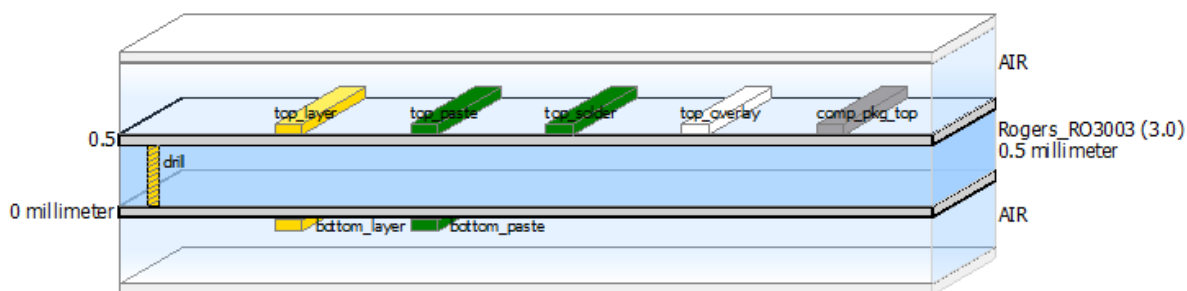 AIR
top_layer
top_paste
top_solder
top_overlay
comp_pkg_top
0.5
Rogers_RO3003 (3.0)
0.5 millimeter
drill
0 millimeter
AIR
bottom_layer
bottom_paste